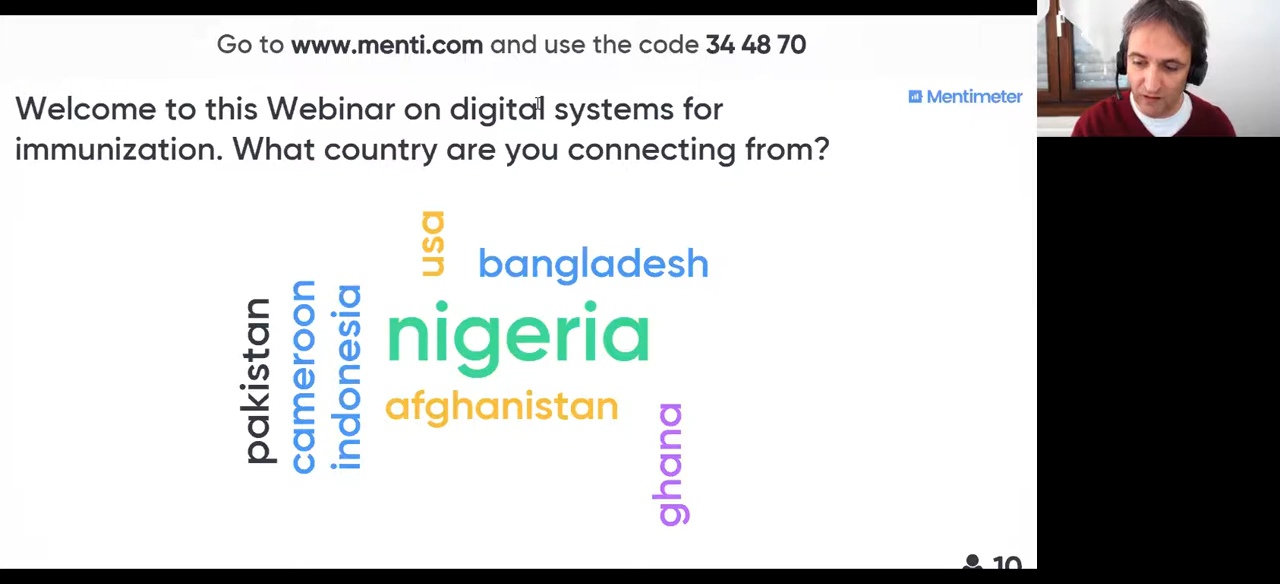 Go to www.menti.com and use the code 34 48 70
Mentimeter
Welcome to this Webinar on digital systems for
immunization. What country are you connecting from?
usa
bangladesh
pakistan
cameroon
indonesia
nigeria
afghanistan
ghana
10